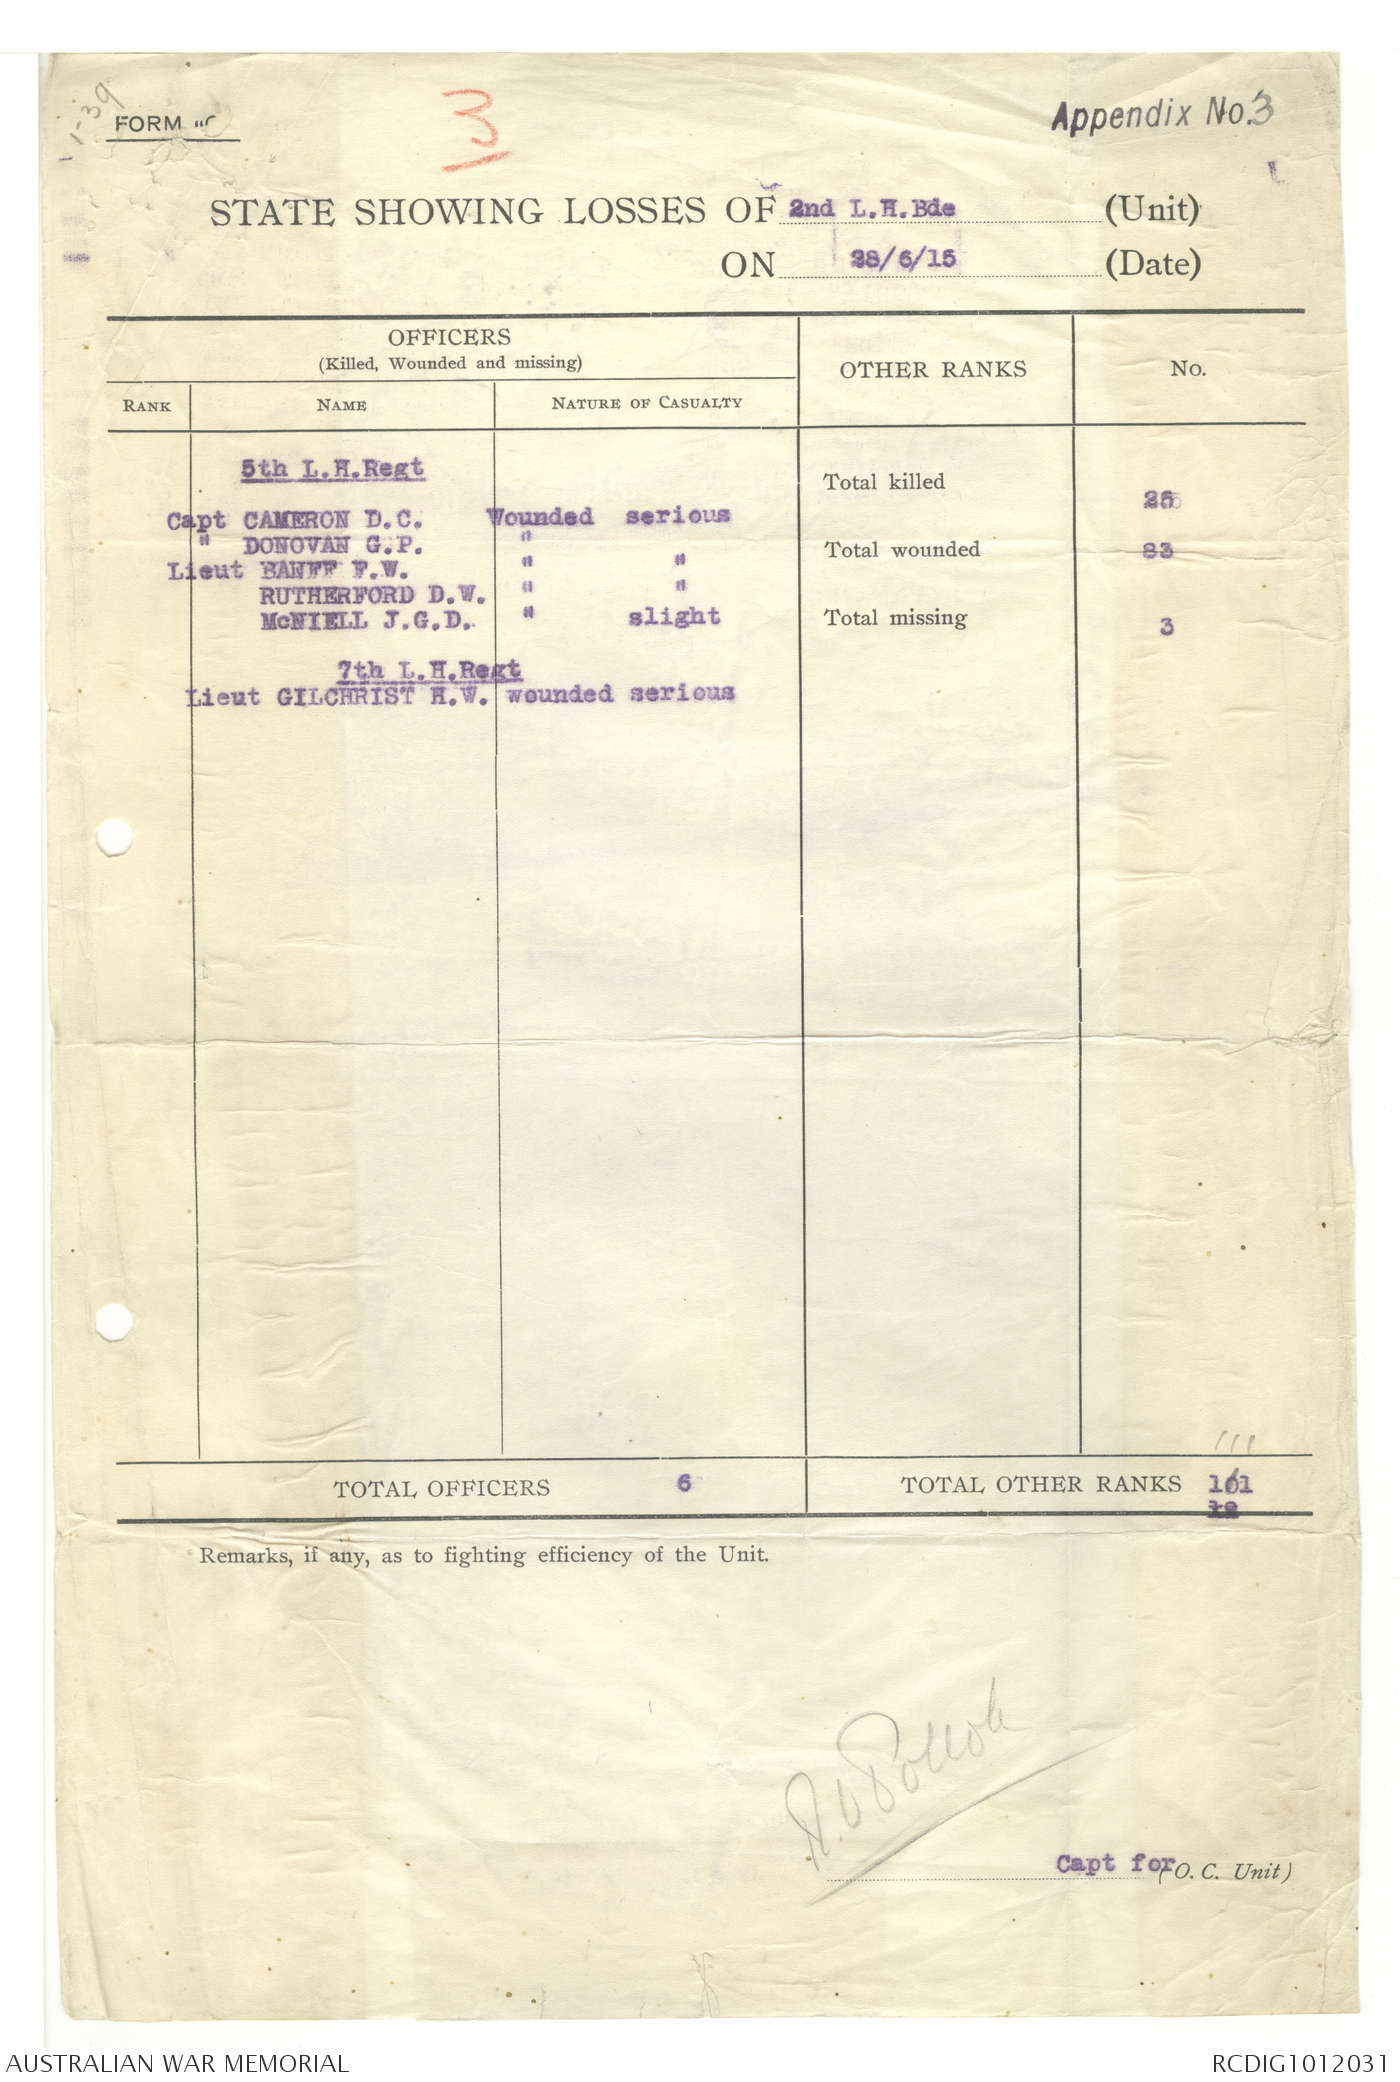 1-39
FORM "C
3
Appendix No. 3
STATE SHOWING LOSSES OF 2nd L.H.Bde (Unit)
ON 28/6/15 (Date)
OFFICERS
(Killed, Wounded and missing)
OTHER RANKS
No.
RANK
NAME
NATURE OF CASUALTY
5th L.H.Regt
Capt CAMERON D.C. Wounded serious
" DONOVAN G.P. "
Lieut BANFF F.W. " "
RUTHERFORD D.W. " "
McNIELL J.G.D. " slight
7th L.H.Regt
Lieut GILCHRIST H.W. wounded serious
Total killed 25
Total wounded 83
Total missing 3
111
TOTAL OFFICERS 6
TOTAL OTHER RANKS 101
Remarks, if any, as to fighting efficiency of the Unit.
Capt for (O. C. Unit)
AUSTRALIAN WAR MEMORIAL
RCDIG1012031